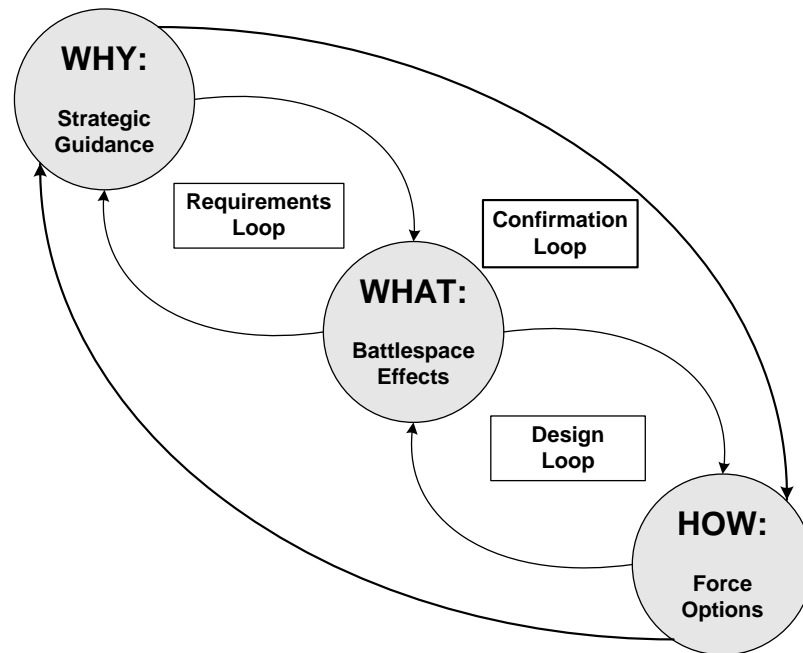 WHY:
Strategic
Guidance
Requirements
Loop
Confirmation
Loop
WHAT:
Battlespace
Effects
Design
Loop
HOW:
Force
Options